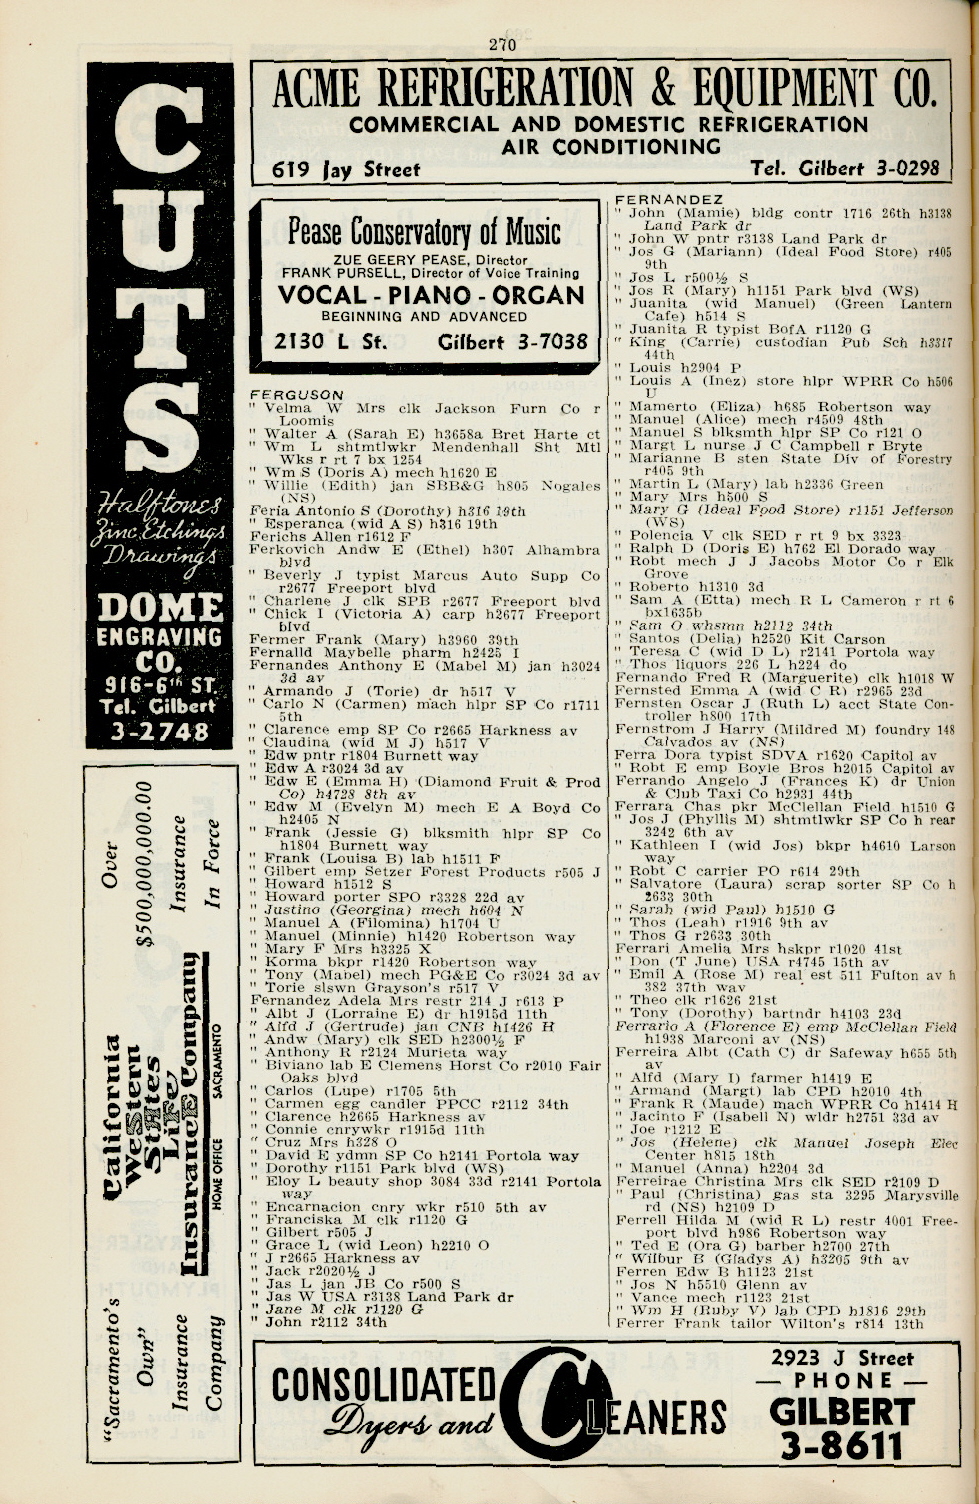 270
CUTS
Halftones
Zinc Etchings
Drawings
DOME
ENGRAVING
CO.
916-6th ST.
Tel. Gilbert
3-2748
"Sacramento's
Own"
Insurance
Company
California
Western
States
Life
Insurance Company
HOME OFFICE SACRAMENTO
Over
$500,000,000.00
Insurance
In Force
ACME REFRIGERATION & EQUIPMENT CO.
COMMERCIAL AND DOMESTIC REFRIGERATION
AIR CONDITIONING
619 Jay Street Tel. Gilbert 3-0298
Pease Conservatory of Music
ZUE GEERY PEASE, Director
FRANK PURSELL, Director of Voice Training
VOCAL - PIANO - ORGAN
BEGINNING AND ADVANCED
2130 L St. Gilbert 3-7038
FERGUSON
" Velma W Mrs clk Jackson Furn Co r
Loomis
" Walter A (Sarah E) h3658a Bret Harte ct
" Wm L shtmtlwkr Mendenhall Sht Mtl
Wks r rt 7 bx 1254
" Wm S (Doris A) mech h1620 E
" Willie (Edith) jan SBB&G h805 Nogales
(NS)
Feria Antonio S (Dorothy) h316 19th
" Esperanca (wid A S) h316 19th
Ferichs Allen r1612 F
Ferkovich Andw E (Ethel) h307 Alhambra
blvd
" Beverly J typist Marcus Auto Supp Co
r2677 Freeport blvd
" Charlene J clk SPB r2677 Freeport blvd
" Chick I (Victoria A) carp h2677 Freeport
blvd
Fermer Frank (Mary) h3960 39th
Fernalld Maybelle pharm h2425 I
Fernandes Anthony E (Mabel M) jan h3024
3d av
" Armando J (Torie) dr h517 V
" Carlo N (Carmen) mach hlpr SP Co r1711
5th
" Clarence emp SP Co r2665 Harkness av
" Claudina (wid M J) h517 V
" Edw pntr r1804 Burnett way
" Edw A r3024 3d av
" Edw E (Emma H) (Diamond Fruit & Prod
Co) h4728 8th av
" Edw M (Evelyn M) mech E A Boyd Co
h2405 N
" Frank (Jessie G) blksmith hlpr SP Co
h1804 Burnett way
" Frank (Louisa B) lab h1511 F
" Gilbert emp Setzer Forest Products r505 J
" Howard h1512 S
" Howard porter SPO r3328 22d av
" Justino (Georgina) mech h604 N
" Manuel A (Filomina) h1704 U
" Manuel (Minnie) h1420 Robertson way
" Mary F Mrs h3325 X
" Korma bkpr r1420 Robertson way
" Tony (Mabel) mech PG&E Co r3024 3d av
" Torie slswn Grayson's r517 V
Fernandez Adela Mrs restr 214 J r613 P
" Albt J (Lorraine E) dr h1915d 11th
" Alfd J (Gertrude) jan CNB h1426 H
" Andw (Mary) clk SED h2300½ F
" Anthony R r2124 Murieta way
" Biviano lab E Clemens Horst Co r2010 Fair
Oaks blvd
" Carlos (Lupe) r1705 5th
" Carmen egg candler PPCC r2112 34th
" Clarence h2665 Harkness av
" Connie cnrywkr r1915d 11th
" Cruz Mrs h328 O
" David E ydmn SP Co h2141 Portola way
" Dorothy r1151 Park blvd (WS)
" Eloy L beauty shop 3084 33d r2141 Portola
way
" Encarnacion cnry wkr r510 5th av
" Franciska M clk r1120 G
" Gilbert r505 J
" Grace L (wid Leon) h2210 O
" J r2665 Harkness av
" Jack r2020½ J
" Jas L jan JB Co r500 S
" Jas W USA r3138 Land Park dr
" Jane M clk r1120 G
" John r2112 34th
FERNANDEZ
" John (Mamie) bldg contr 1716 26th h3138
Land Park dr
" John W pntr r3138 Land Park dr
" Jos G (Mariann) (Ideal Food Store) r405
9th
" Jos L r500½ S
" Jos R (Mary) h1151 Park blvd (WS)
" Juanita (wid Manuel) (Green Lantern
Cafe) h514 S
" Juanita R typist BofA r1120 G
" King (Carrie) custodian Pub Sch h3317
44th
" Louis h2904 P
" Louis A (Inez) store hlpr WPRR Co h506
U
" Mamerto (Eliza) h685 Robertson way
" Manuel (Alice) mech r4509 48th
" Manuel S blksmth hlpr SP Co r121 O
" Margt L nurse J C Campbell r Bryte
" Marianne B sten State Div of Forestry
r405 9th
" Martin L (Mary) lab h2336 Green
" Mary Mrs h500 S
" Mary G (Ideal Fpod Store) r1151 Jefferson
(WS)
" Polencia V clk SED r rt 9 bx 3323
" Ralph D (Doris E) h762 El Dorado way
" Robt mech J J Jacobs Motor Co r Elk
Grove
" Roberto h1310 3d
" Sam A (Etta) mech R L Cameron r rt 6
bx1635b
" Sam O whsmn h2112 34th
" Santos (Delia) h2520 Kit Carson
" Teresa C (wid D L) r2141 Portola way
" Thos liquors 226 L h224 do
Fernando Fred R (Marguerite) clk h1018 W
Fernsted Emma A (wid C R) r2965 23d
Fernsten Oscar J (Ruth L) acct State Con-
troller h800 17th
Fernstrom J Harry (Mildred M) foundry 148
Calvados av (NS)
Ferra Dora typist SDVA r1620 Capitol av
" Robt E emp Boyle Bros h2015 Capitol av
Ferrando Angelo J (Frances K) dr Union
& Club Taxi Co h2931 44th
Ferrara Chas pkr McClellan Field h1510 G
" Jos J (Phyllis M) shtmtlwkr SP Co h rear
3242 6th av
" Kathleen I (wid Jos) bkpr h4610 Larson
way
" Robt C carrier PO r614 29th
" Salvatore (Laura) scrap sorter SP Co h
2633 30th
" Sarah (wid Paul) h1510 G
" Thos (Leah) r1916 9th av
" Thos G r2633 30th
Ferrari Amelia Mrs hskpr r1020 41st
" Don (T June) USA r4745 15th av
" Emil A (Rose M) real est 511 Fulton av h
382 37th wav
" Theo clk r1626 21st
" Tony (Dorothy) bartndr h4103 23d
Ferrario A (Florence E) emp McClellan Field
h1938 Marconi av (NS)
Ferreira Albt (Cath C) dr Safeway h655 5th
av
" Alfd (Mary I) farmer h1419 E
" Armand (Margt) lab CPD h2010 4th
" Frank R (Maude) mach WPRR Co h1414 H
" Jacinto F (Isabell N) wldr h2751 33d av
" Joe r1212 E
" Jos (Helene) clk Manuel Joseph Elec
Center h815 18th
" Manuel (Anna) h2204 3d
Ferreirae Christina Mrs clk SED r2109 D
" Paul (Christina) gas sta 3295 Marysville
rd (NS) h2109 D
Ferrell Hilda M (wid R L) restr 4001 Free-
port blvd h986 Robertson way
" Ted E (Ora G) barber h2700 27th
" Wilbur B (Gladys A) h3205 9th av
Ferren Edw B h1123 21st
" Jos N h5510 Glenn av
" Vance mech r1123 21st
" Wm H (Ruby V) lab CPD h1816 29th
Ferrer Frank tailor Wilton's r814 13th
CONSOLIDATED
Dyers and CLEANERS
2923 J Street
— PHONE —
GILBERT
3-8611